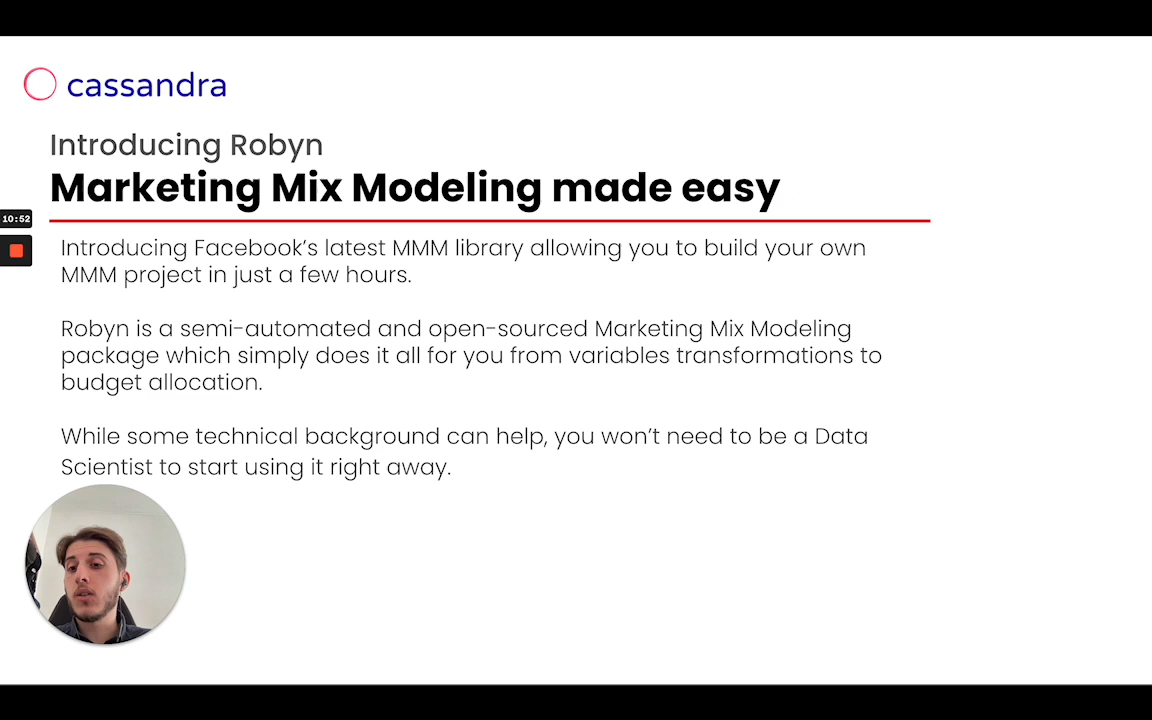 cassandra
Introducing Robyn
Marketing Mix Modeling made easy
10:52
Introducing Facebook's latest MMM library allowing you to build your own
MMM project in just a few hours.
Robyn is a semi-automated and open-sourced Marketing Mix Modeling
package which simply does it all for you from variables transformations to
budget allocation.
While some technical background can help, you won't need to be a Data
Scientist to start using it right away.